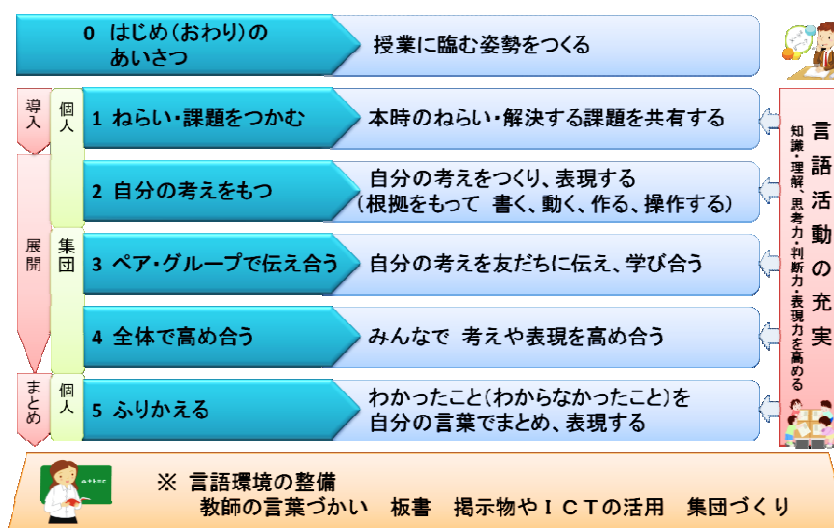 0 はじめ(おわり)の
あいさつ
授業に臨む姿勢をつくる
導入
個人
1 ねらい・課題をつかむ
本時のねらい・解決する課題を共有する
展開
2 自分の考えをもつ
自分の考えをつくり、表現する
(根拠をもって 書く、動く、作る、操作する)
集団
3 ペア・グループで伝え合う
自分の考えを友だちに伝え、学び合う
4 全体で高め合う
みんなで 考えや表現を高め合う
まとめ
個人
5 ふりかえる
わかったこと(わからなかったこと)を
自分の言葉でまとめ、表現する
言語活動の充実
知識・理解、思考力・判断力・表現力を高める
※ 言語環境の整備
教師の言葉づかい 板書 掲示物やICTの活用 集団づくり